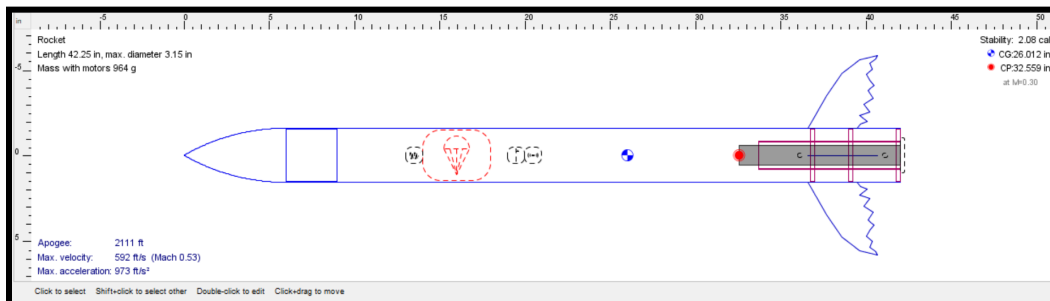 in
-5 0 5 10 15 20 25 30 35 40 45 50
Rocket
Length 42.25 in, max. diameter 3.15 in
Mass with motors 964 g
Stability: 2.08 cal
CG:26.012 in
CP:32.559 in
at M=0.30
-5
0
5
Apogee: 2111 ft
Max. velocity: 592 ft/s (Mach 0.53)
Max. acceleration: 973 ft/s²
Click to select Shift+click to select other Double-click to edit Click+drag to move